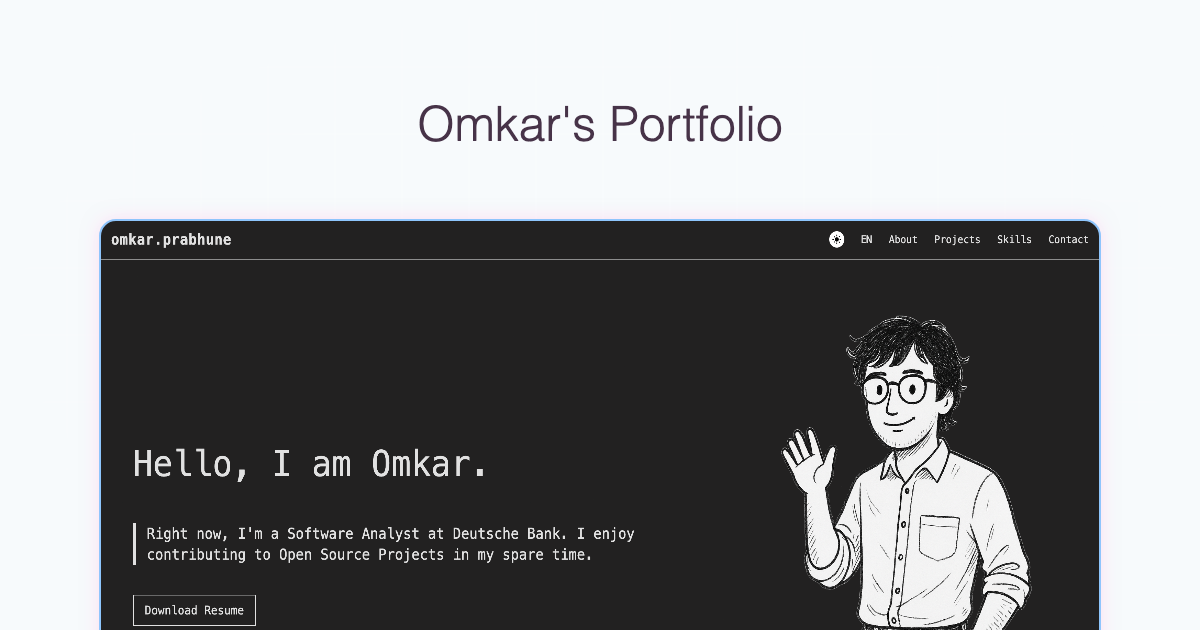 Omkar's Portfolio
omkar.prabhune
EN About Projects Skills Contact
Hello, I am Omkar.
Right now, I'm a Software Analyst at Deutsche Bank. I enjoy
contributing to Open Source Projects in my spare time.
Download Resume